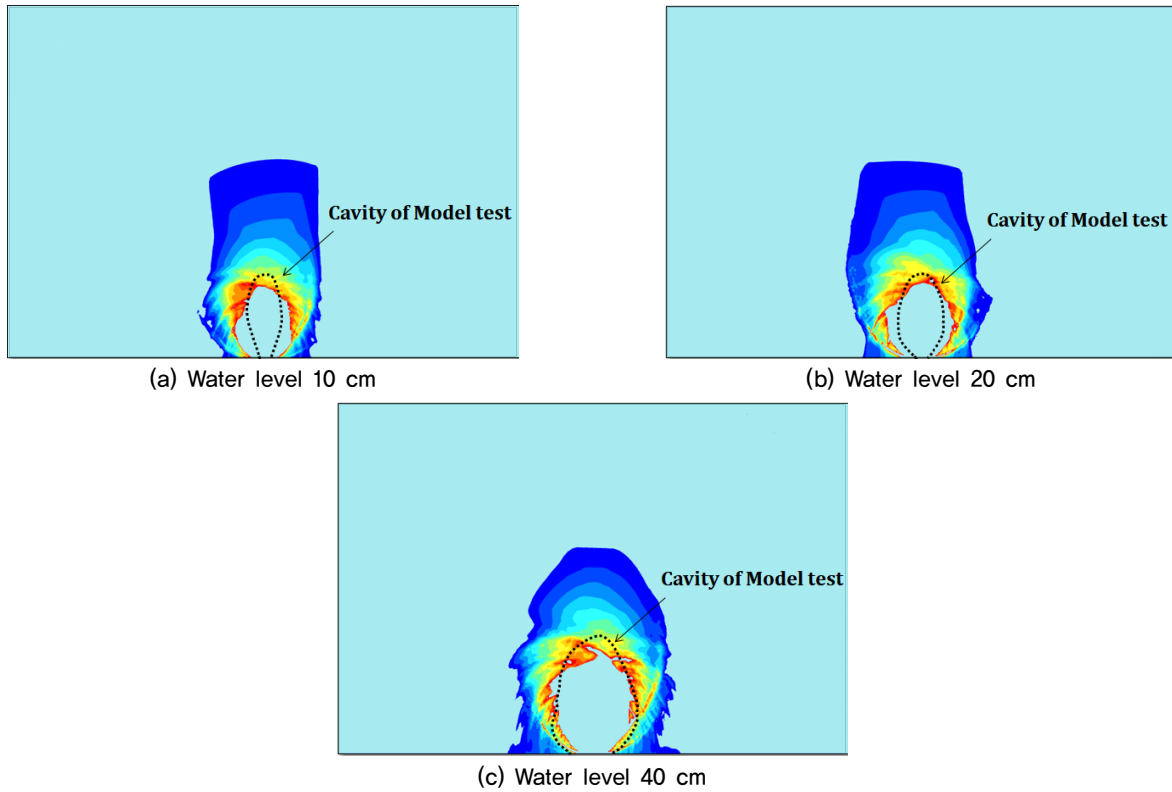 Cavity of Model test
(a) Water level 10 cm
Cavity of Model test
(b) Water level 20 cm
Cavity of Model test
(c) Water level 40 cm